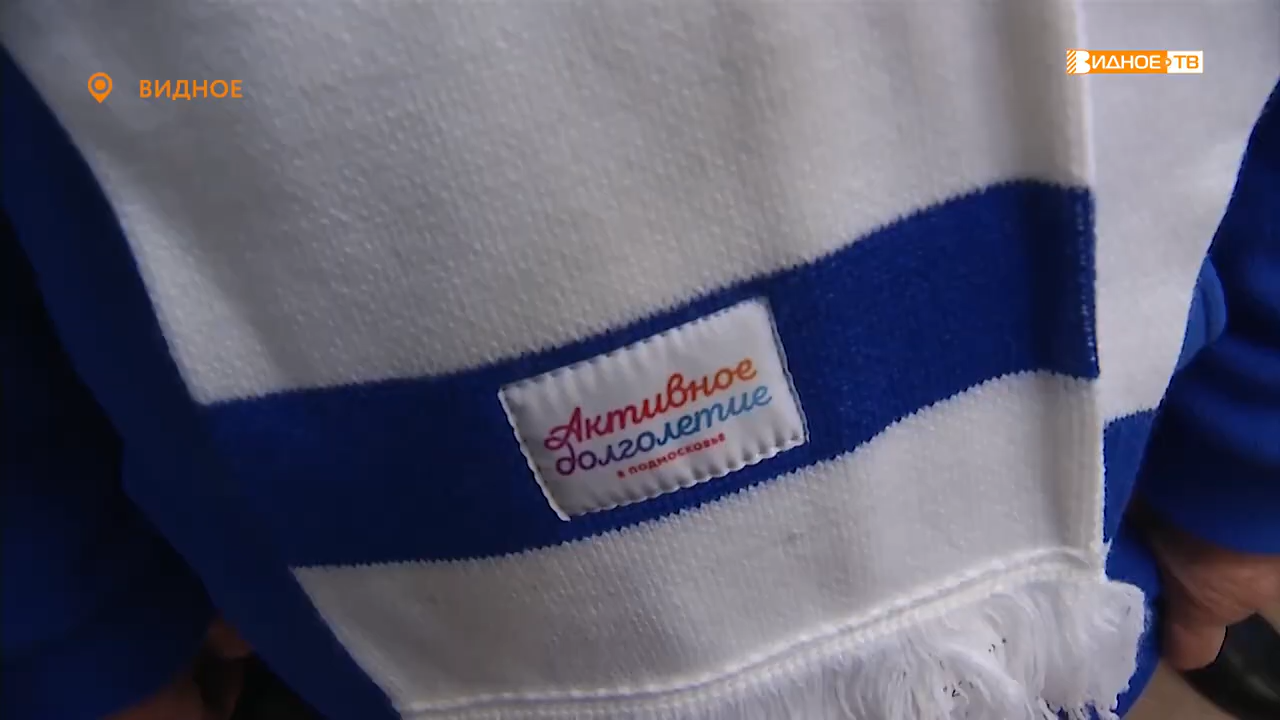 ВИДНОЕ
ВИДНОЕ ТВ
Активное
долголетие
в подмосковье